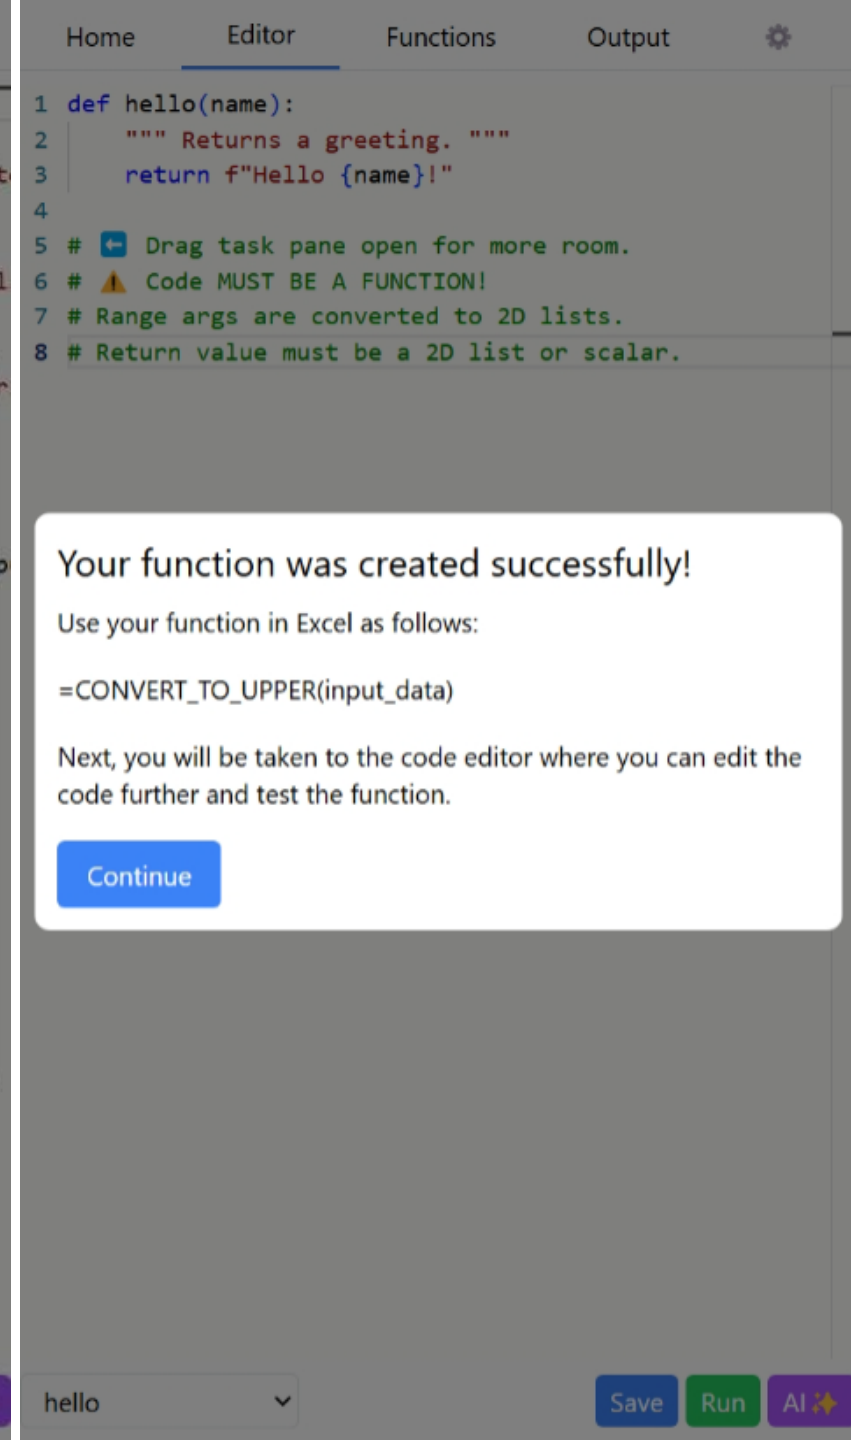 Home Editor Functions Output
1 def hello(name):
2 """ Returns a greeting. """
3 return f"Hello {name}!"
4
5 # ⬅️ Drag task pane open for more room.
6 # ⚠️ Code MUST BE A FUNCTION!
7 # Range args are converted to 2D lists.
8 # Return value must be a 2D list or scalar.
Your function was created successfully!
Use your function in Excel as follows:
=CONVERT_TO_UPPER(input_data)
Next, you will be taken to the code editor where you can edit the
code further and test the function.
Continue
hello Save Run AI✨